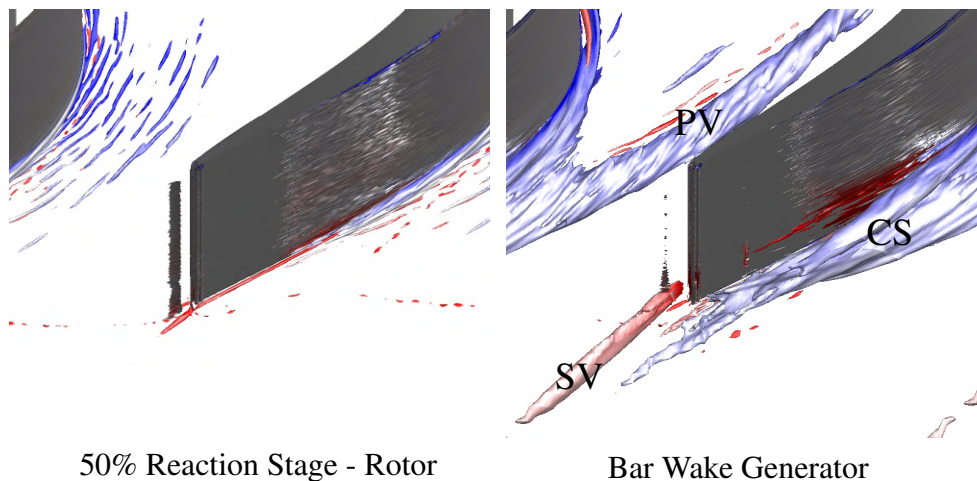 PV
CS
SV
50% Reaction Stage - Rotor
Bar Wake Generator